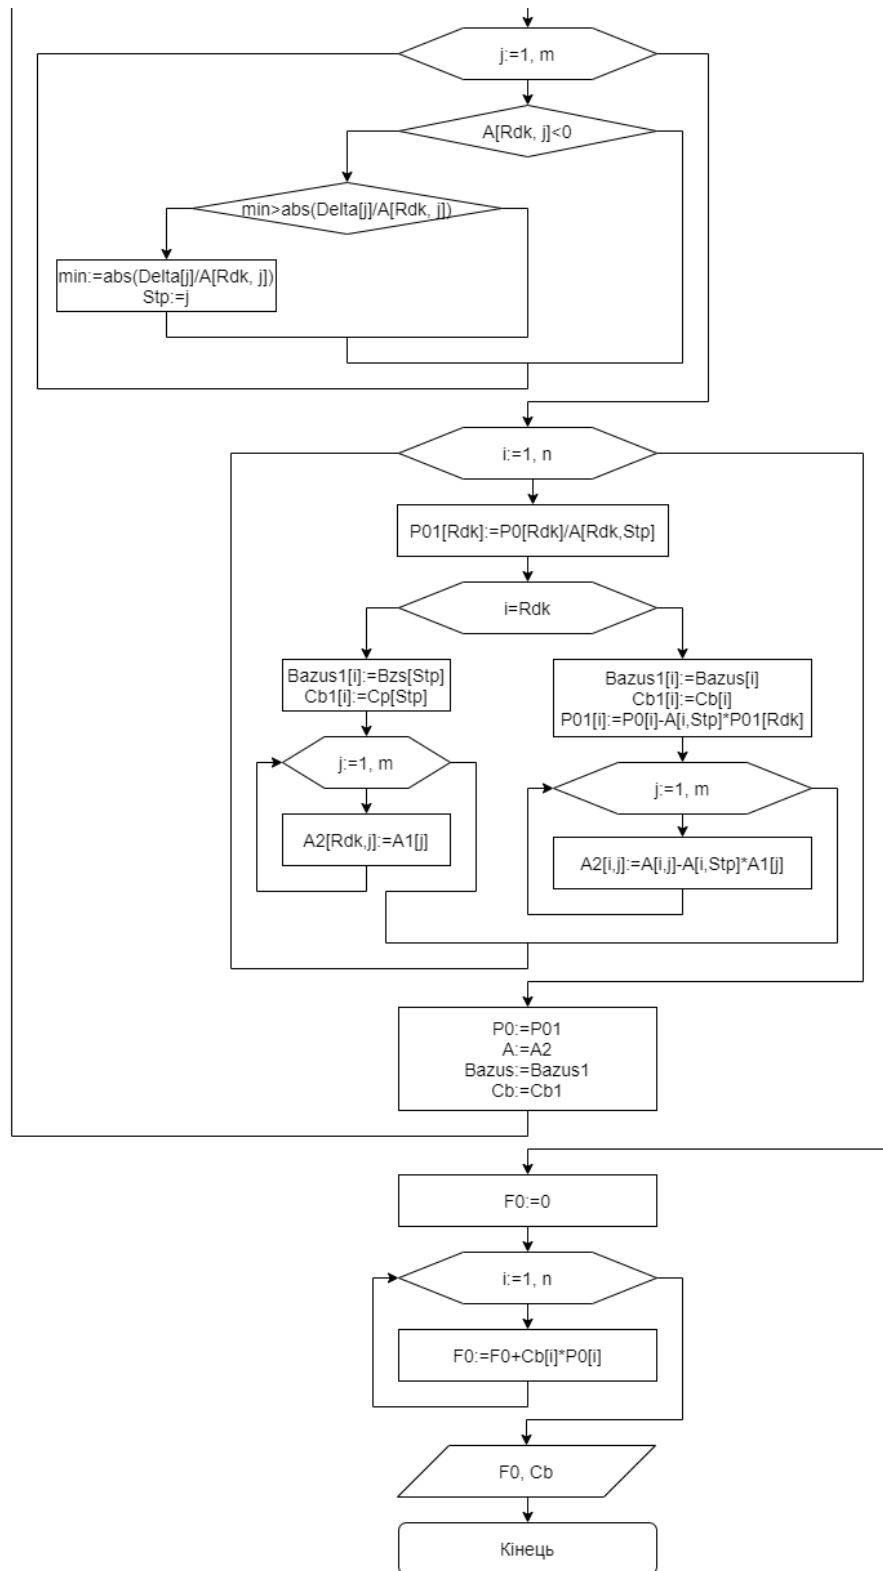 j:=1, m
A[Rdk, j]<0
min>abs(Delta[j]/A[Rdk, j])
min:=abs(Delta[j]/A[Rdk, j])
Stp:=j
i:=1, n
P01[Rdk]:=P0[Rdk]/A[Rdk,Stp]
i=Rdk
Bazus1[i]:=Bzs[Stp]
Cb1[i]:=Cp[Stp]
j:=1, m
A2[Rdk,j]:=A1[j]
Bazus1[i]:=Bazus[i]
Cb1[i]:=Cb[i]
P01[i]:=P0[i]-A[i,Stp]*P01[Rdk]
j:=1, m
A2[i,j]:=A[i,j]-A[i,Stp]*A1[j]
P0:=P01
A:=A2
Bazus:=Bazus1
Cb:=Cb1
F0:=0
i:=1, n
F0:=F0+Cb[i]*P0[i]
F0, Cb
Кінець